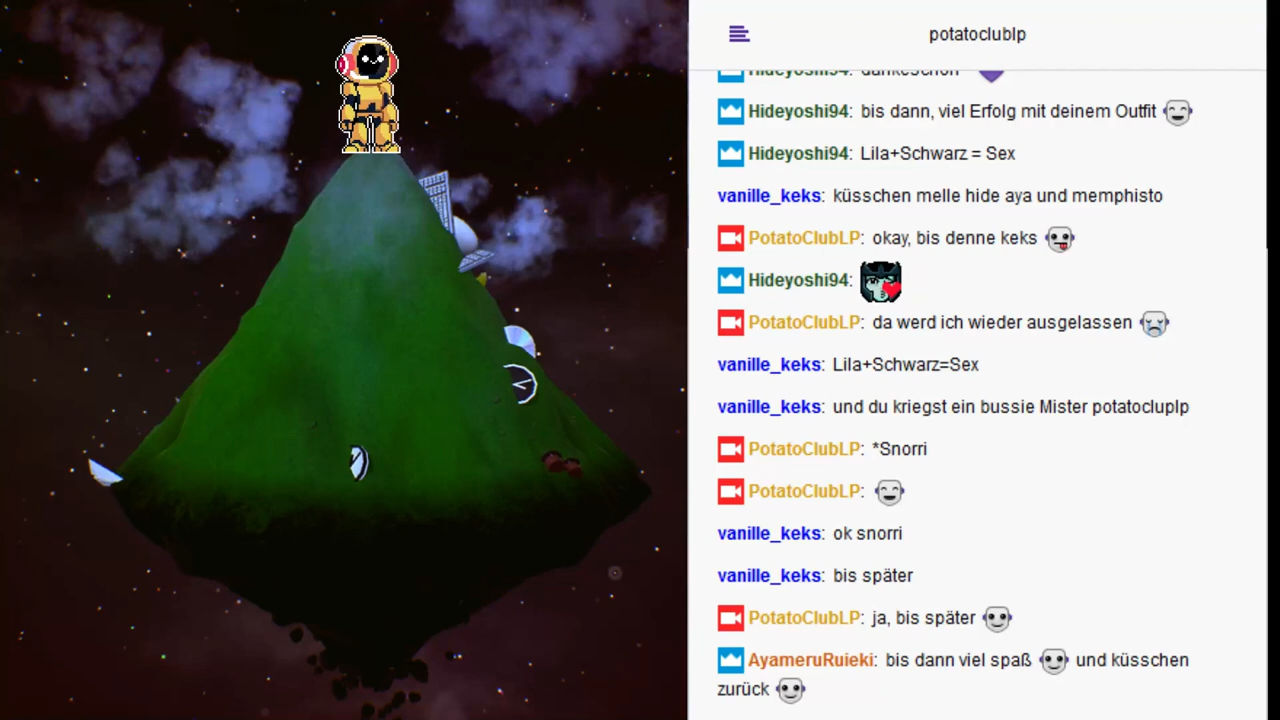 potatoclublp
Hideyoshi94: dankeschön
Hideyoshi94: bis dann, viel Erfolg mit deinem Outfit
Hideyoshi94: Lila+Schwarz = Sex
vanille_keks: küsschen melle hide aya und memphisto
PotatoClubLP: okay, bis denne keks
Hideyoshi94:
PotatoClubLP: da werd ich wieder ausgelassen
vanille_keks: Lila+Schwarz=Sex
vanille_keks: und du kriegst ein bussie Mister potatocluplp
PotatoClubLP: *Snorri
PotatoClubLP:
vanille_keks: ok snorri
vanille_keks: bis später
PotatoClubLP: ja, bis später
AyameruRuieki: bis dann viel spaß und küsschen
zurück